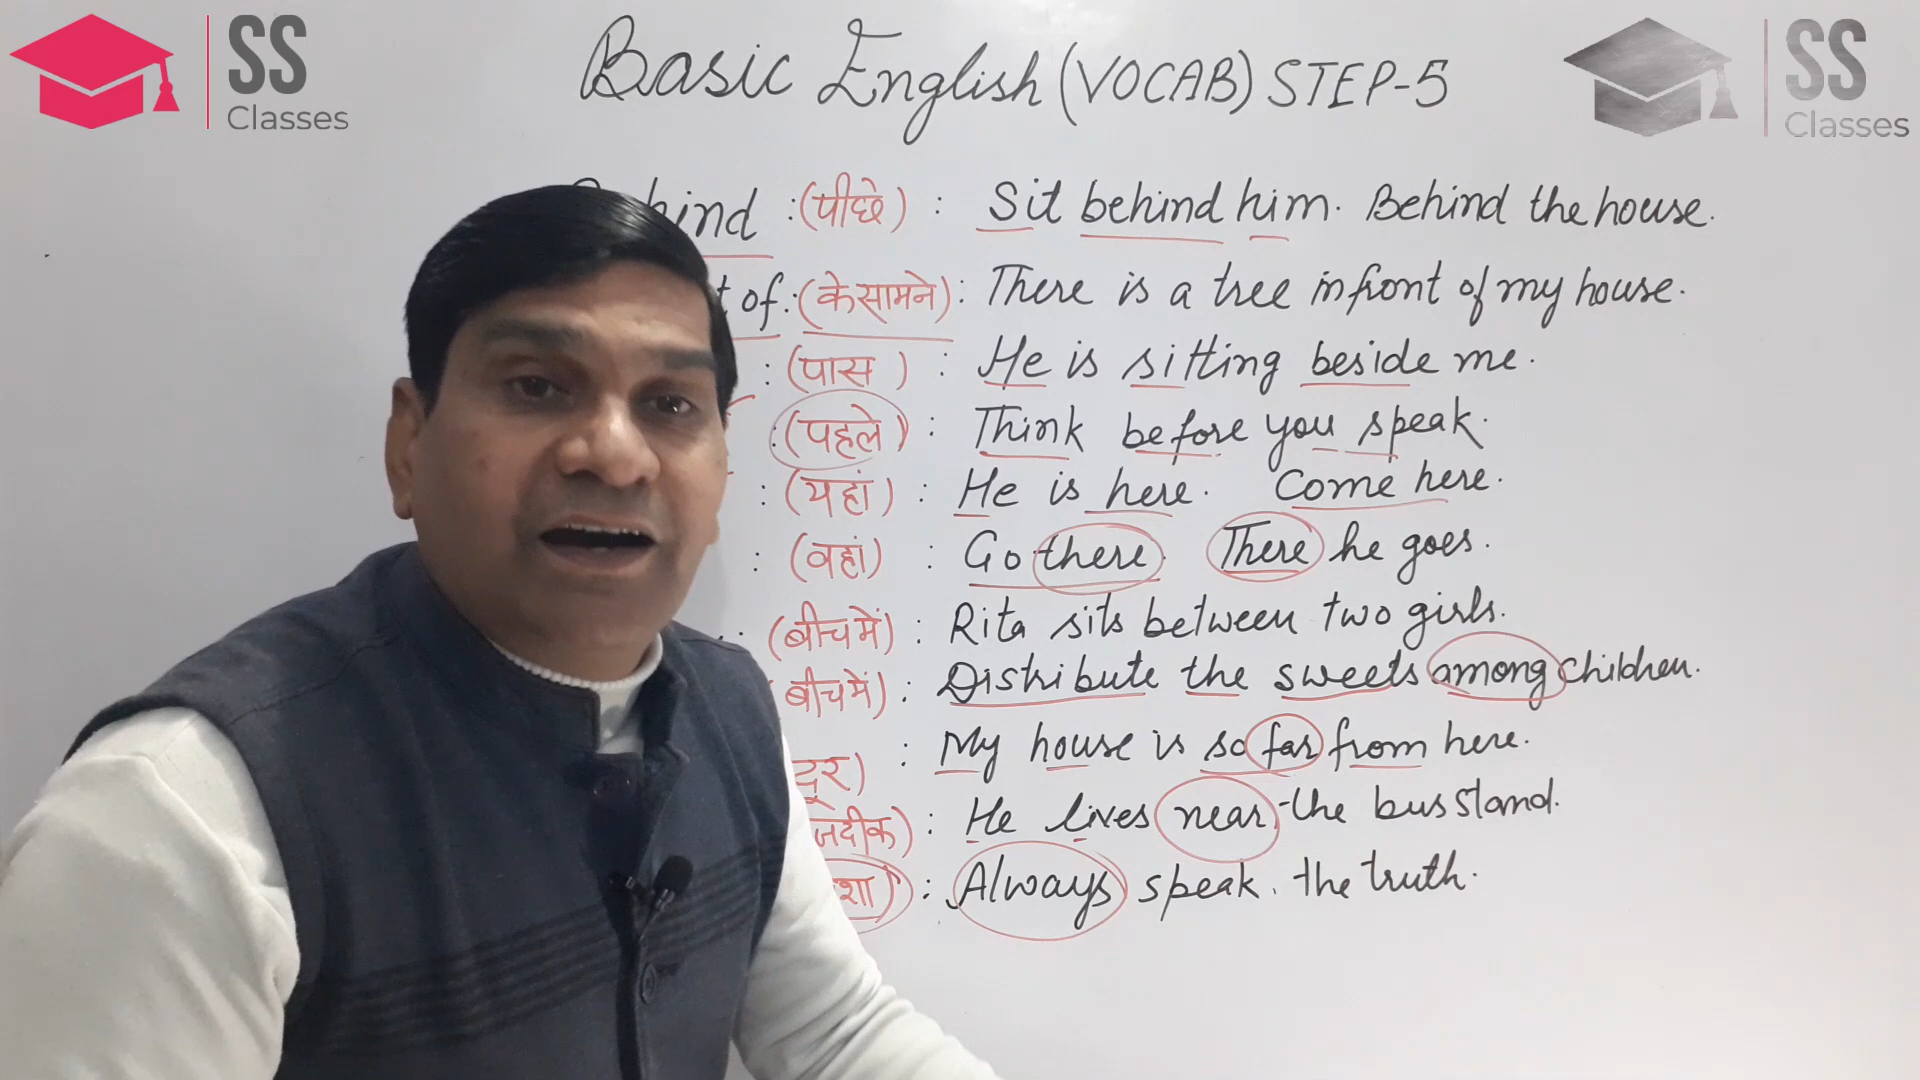 SS
Classes
Basic English (VOCAB) STEP-5
SS
Classes
:(पीछे) : Sit behind him. Behind the house.
of :(के सामने): There is a tree infront of my house.
:(पास) : He is sitting beside me.
:(पहले) : Think before you speak.
:(यहां) : He is here. Come here.
:(वहां) : Go there. There he goes.
:(बीच में) : Rita sits between two girls.
बीच में) : Distribute the sweets among children.
दूर) : My house is so far from here.
: He lives near the bus stand.
: Always speak the truth.